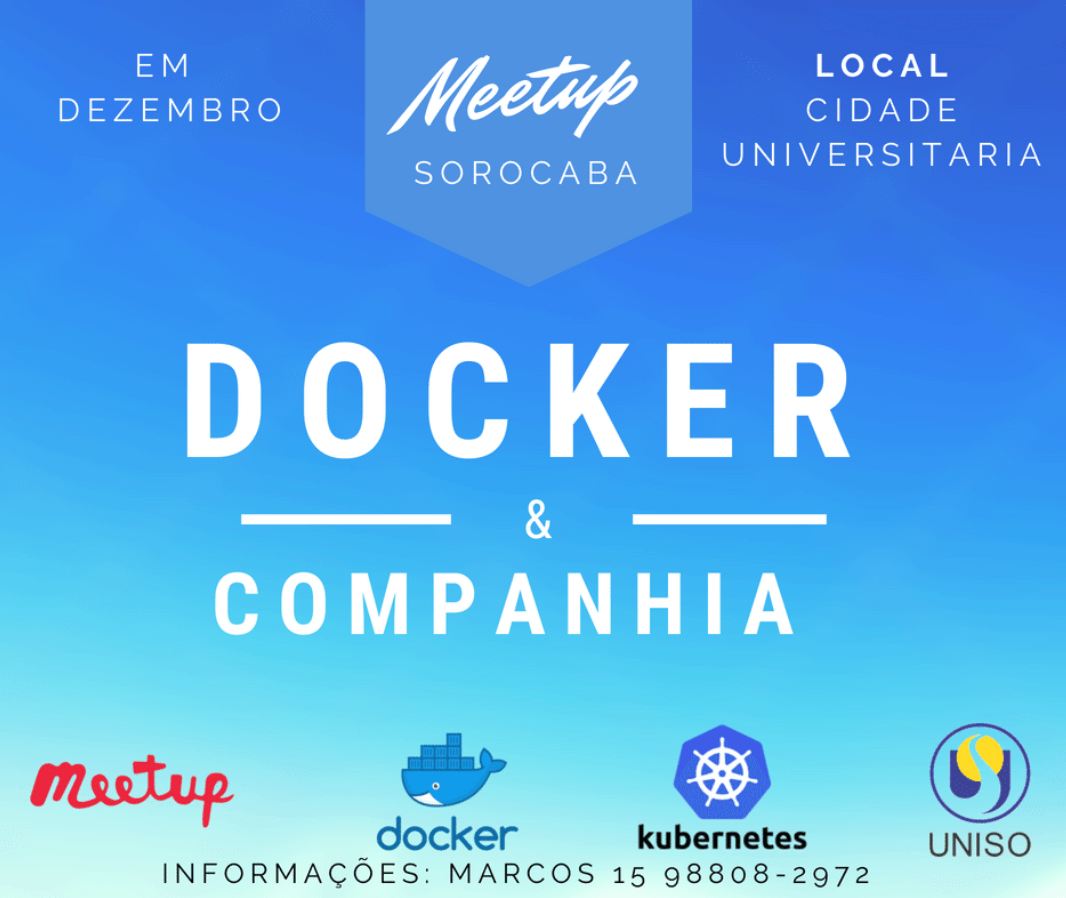 EM
DEZEMBRO
Meetup
SOROCABA
LOCAL
CIDADE
UNIVERSITARIA
DOCKER
&
COMPANHIA
meetup
docker
kubernetes
UNISO
INFORMAÇÕES: MARCOS 15 98808-2972